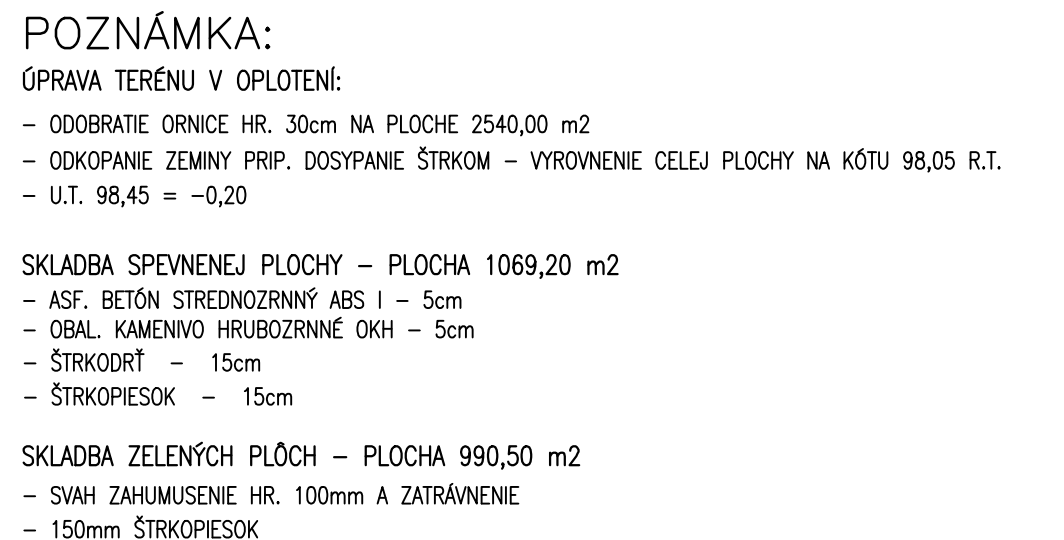 POZNÁMKA:
ÚPRAVA TERÉNU V OPLOTENÍ:
- ODOBRATIE ORNICE HR. 30cm NA PLOCHE 2540,00 m2
- ODKOPANIE ZEMINY PRIP. DOSYPANIE ŠTRKOM - VYROVNENIE CELEJ PLOCHY NA KÓTU 98,05 R.T.
- U.T. 98,45 = -0,20
SKLADBA SPEVNENEJ PLOCHY - PLOCHA 1069,20 m2
- ASF. BETÓN STREDNOZRNNÝ ABS I - 5cm
- OBAL. KAMENIVO HRUBOZRNNÉ OKH - 5cm
- ŠTRKODRŤ - 15cm
- ŠTRKOPIESOK - 15cm
SKLADBA ZELENÝCH PLÔCH - PLOCHA 990,50 m2
- SVAH ZAHUMUSENIE HR. 100mm A ZATRÁVNENIE
- 150mm ŠTRKOPIESOK